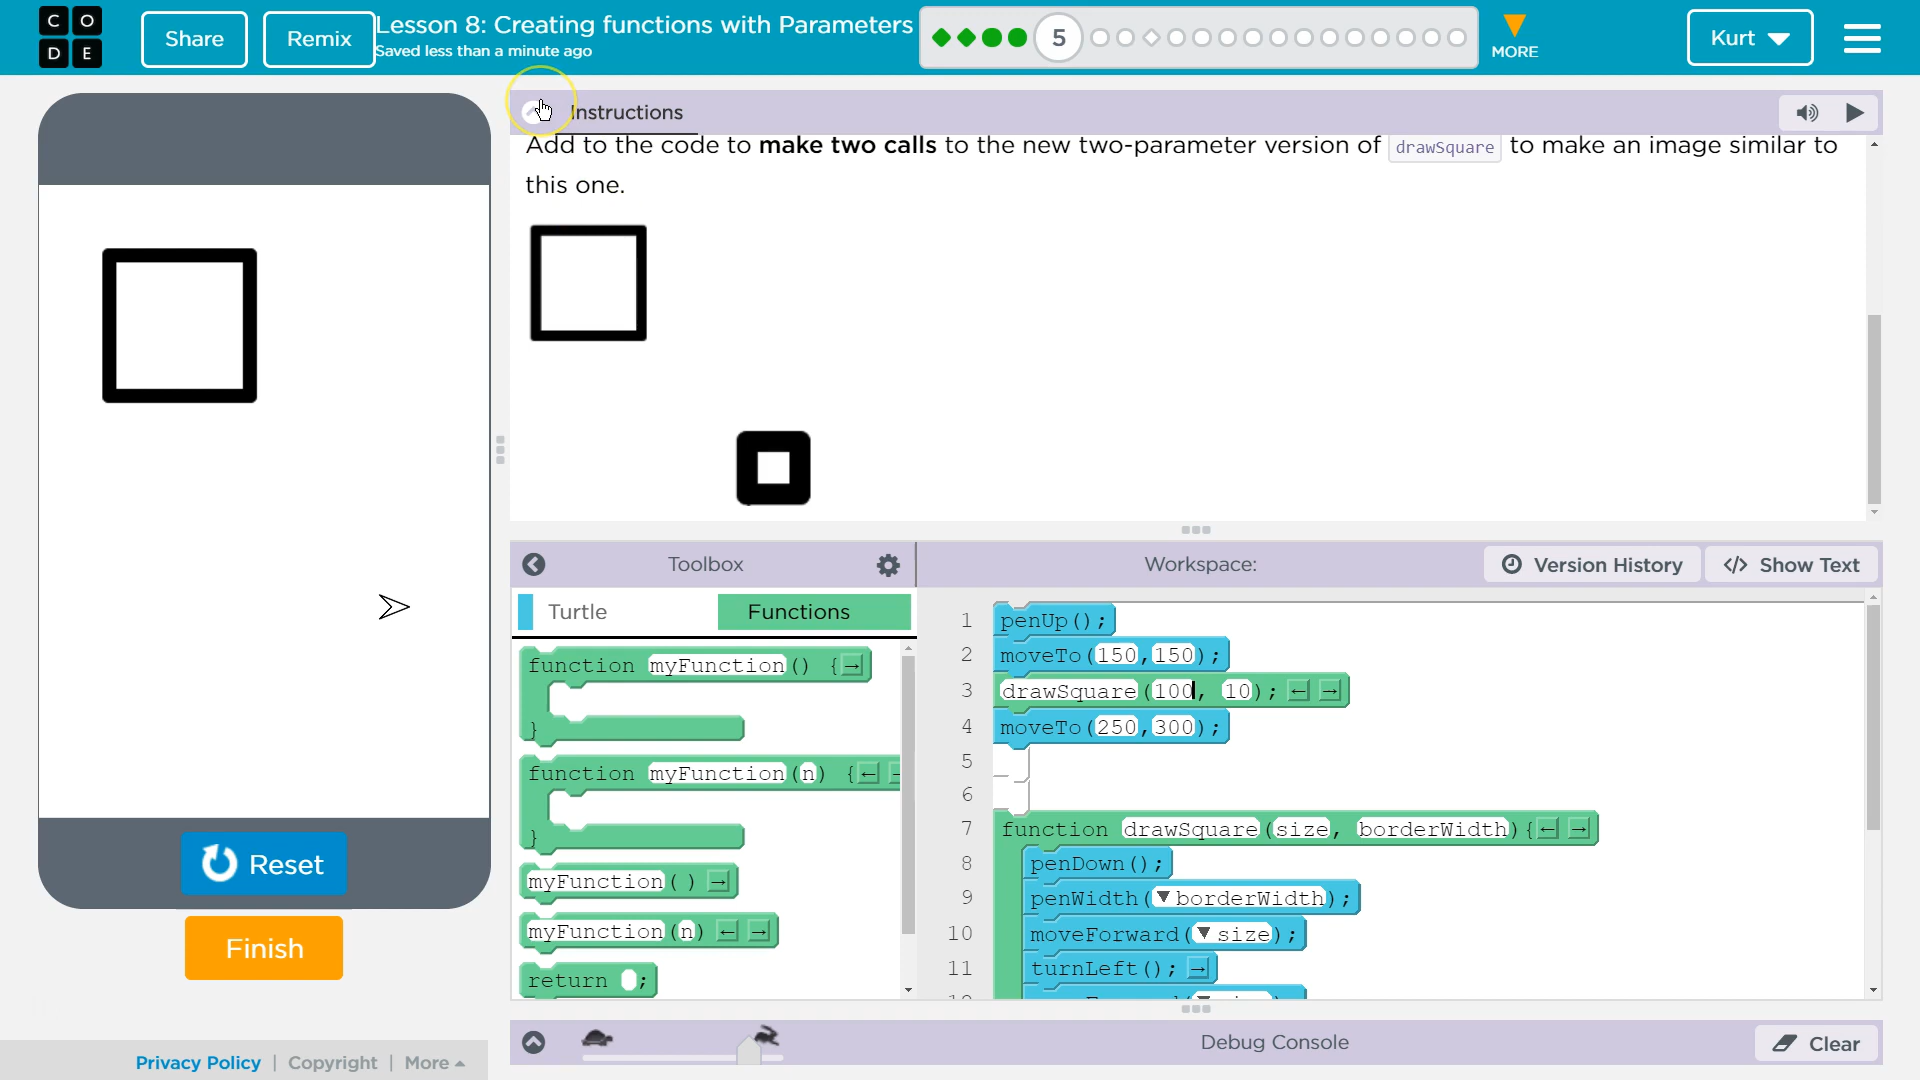 C O
D E
Share
Remix
Lesson 8: Creating functions with Parameters
Saved less than a minute ago
5
MORE
Kurt
Instructions
Add to the code to make two calls to the new two-parameter version of drawSquare to make an image similar to
this one.
Toolbox
Workspace:
Version History
</> Show Text
Turtle
Functions
function myFunction() {
}
function myFunction(n) {
}
myFunction()
myFunction(n)
return ;
1 penUp();
2 moveTo(150,150);
3 drawSquare(100, 10);
4 moveTo(250,300);
5
6
7 function drawSquare(size, borderWidth){
8 penDown();
9 penWidth(borderWidth);
10 moveForward(size);
11 turnLeft();
Reset
Finish
Debug Console
Clear
Privacy Policy | Copyright | More